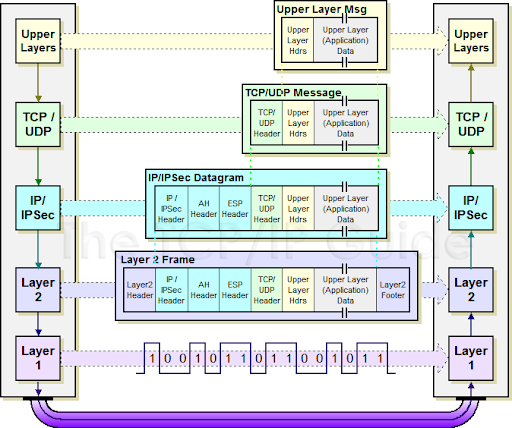 Upper Layer Msg
Upper Layers
Upper Layer Hdrs
Upper Layer (Application) Data
Upper Layers
TCP/UDP Message
TCP / UDP
TCP/ UDP Header
Upper Layer Hdrs
Upper Layer (Application) Data
TCP / UDP
IP/IPSec Datagram
IP/ IPSec
IP / IPSec Header
AH Header
ESP Header
TCP/ UDP Header
Upper Layer Hdrs
Upper Layer (Application) Data
IP/ IPSec
The TCP/IP Guide
Layer 2 Frame
Layer 2
Layer2 Header
IP / IPSec Header
AH Header
ESP Header
TCP/ UDP Header
Upper Layer Hdrs
Upper Layer (Application) Data
Layer2 Footer
Layer 2
Layer 1
1 0 0 1 0 1 1 0 1 0 0 0 1 0 1 1
Layer 1